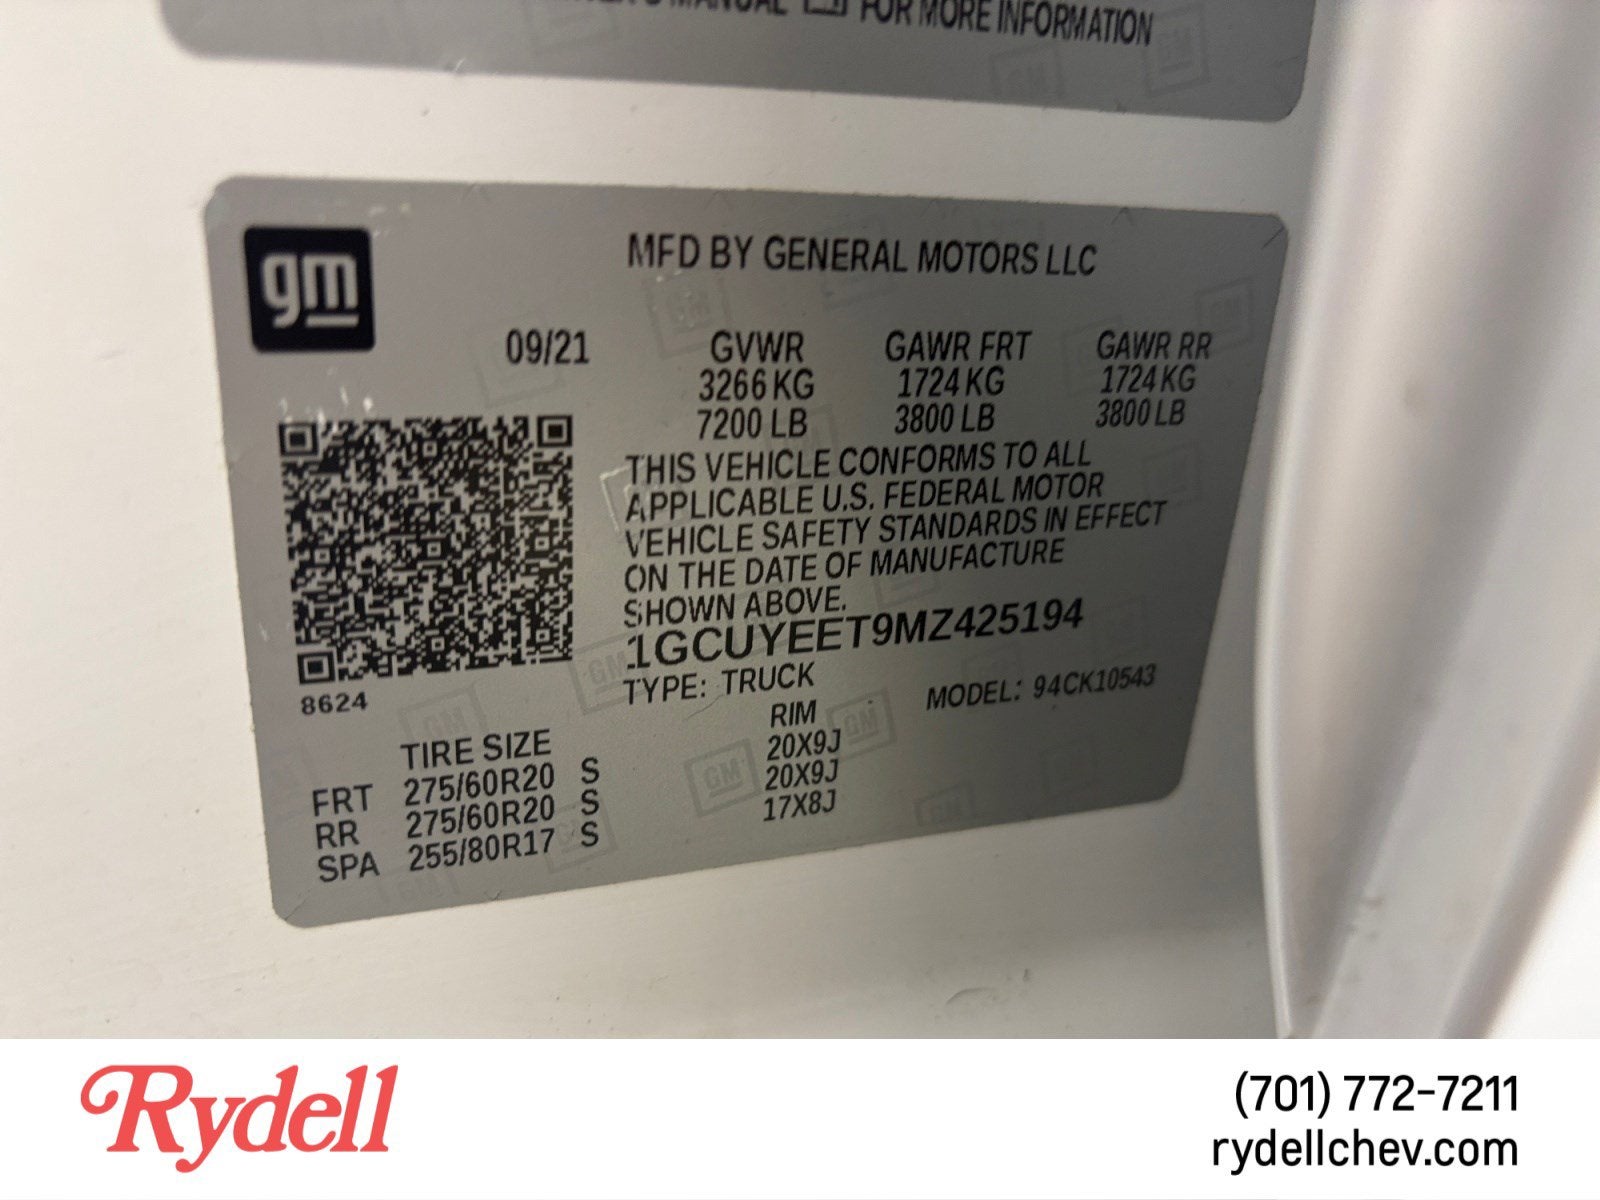 MANUAL FOR MORE INFORMATION
gm
MFD BY GENERAL MOTORS LLC
09/21 GVWR GAWR FRT GAWR RR
3266 KG 1724 KG 1724 KG
7200 LB 3800 LB 3800 LB
THIS VEHICLE CONFORMS TO ALL
APPLICABLE U.S. FEDERAL MOTOR
VEHICLE SAFETY STANDARDS IN EFFECT
ON THE DATE OF MANUFACTURE
SHOWN ABOVE.
1GCUYEET9MZ425194
TYPE: TRUCK MODEL: 94CK10543
8624
TIRE SIZE RIM
FRT 275/60R20 S 20X9J
RR 275/60R20 S 20X9J
SPA 255/80R17 S 17X8J
Rydell
(701) 772-7211
rydellchev.com